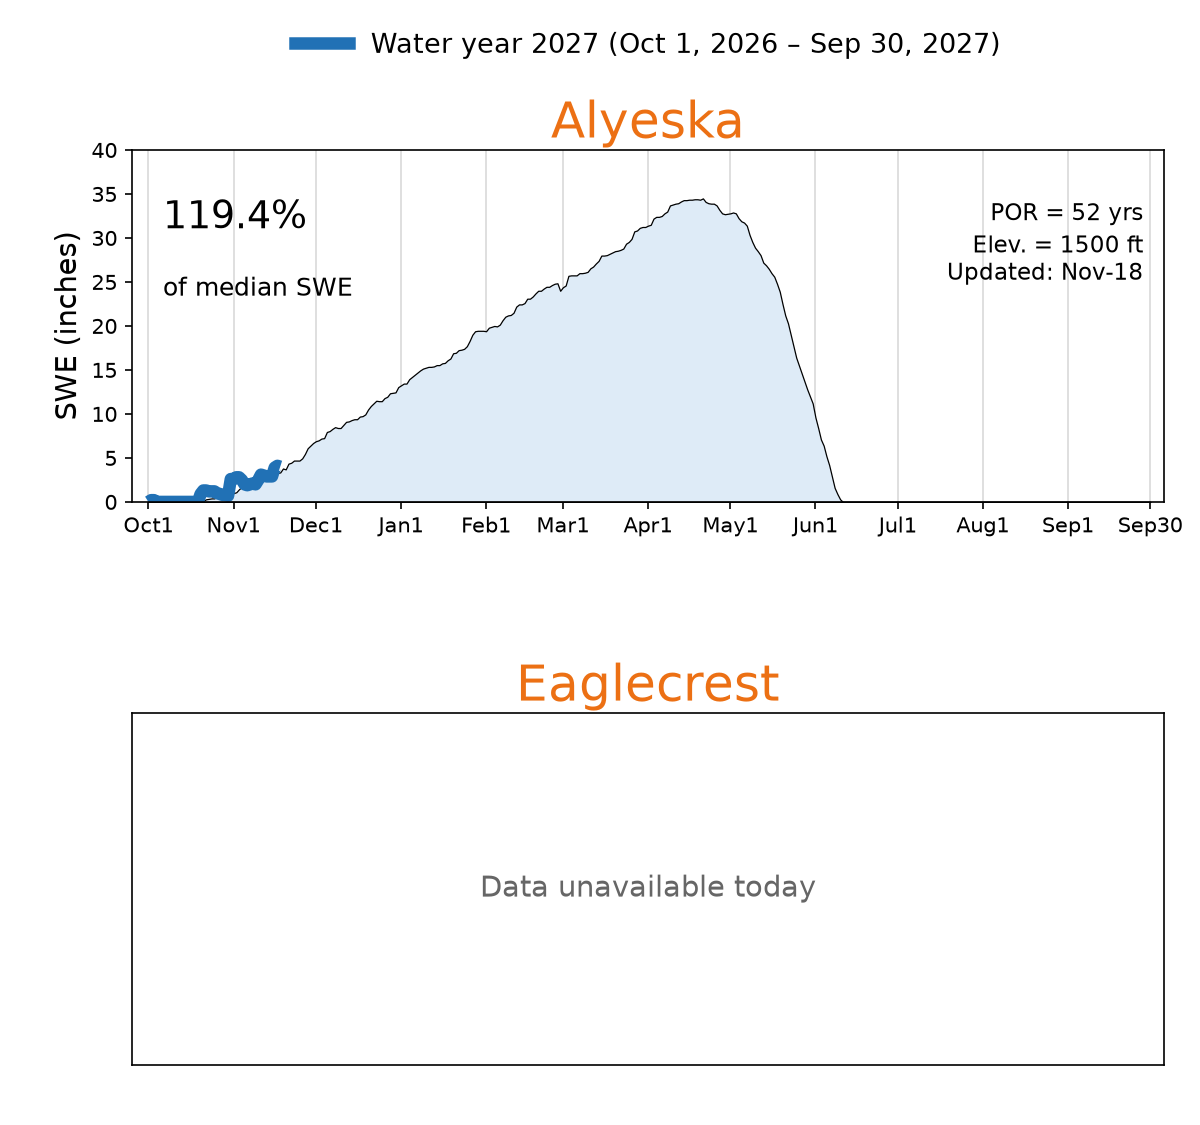 Water year 2027 (Oct 1, 2026 – Sep 30, 2027)
Alyeska
SWE (inches)
40
35
30
25
20
15
10
5
0
119.4%
of median SWE
POR = 52 yrs
Elev. = 1500 ft
Updated: Nov-18
Oct1 Nov1 Dec1 Jan1 Feb1 Mar1 Apr1 May1 Jun1 Jul1 Aug1 Sep1 Sep30
Eaglecrest
Data unavailable today